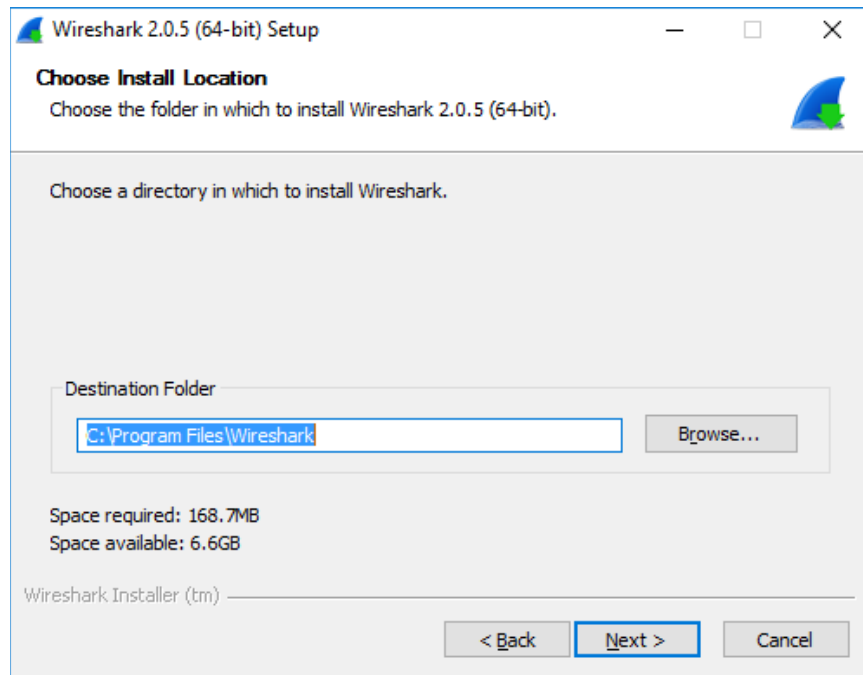 Wireshark 2.0.5 (64-bit) Setup
Choose Install Location
Choose the folder in which to install Wireshark 2.0.5 (64-bit).
Choose a directory in which to install Wireshark.
Destination Folder
C:\Program Files\Wireshark
Browse...
Space required: 168.7MB
Space available: 6.6GB
Wireshark Installer (tm)
< Back Next > Cancel